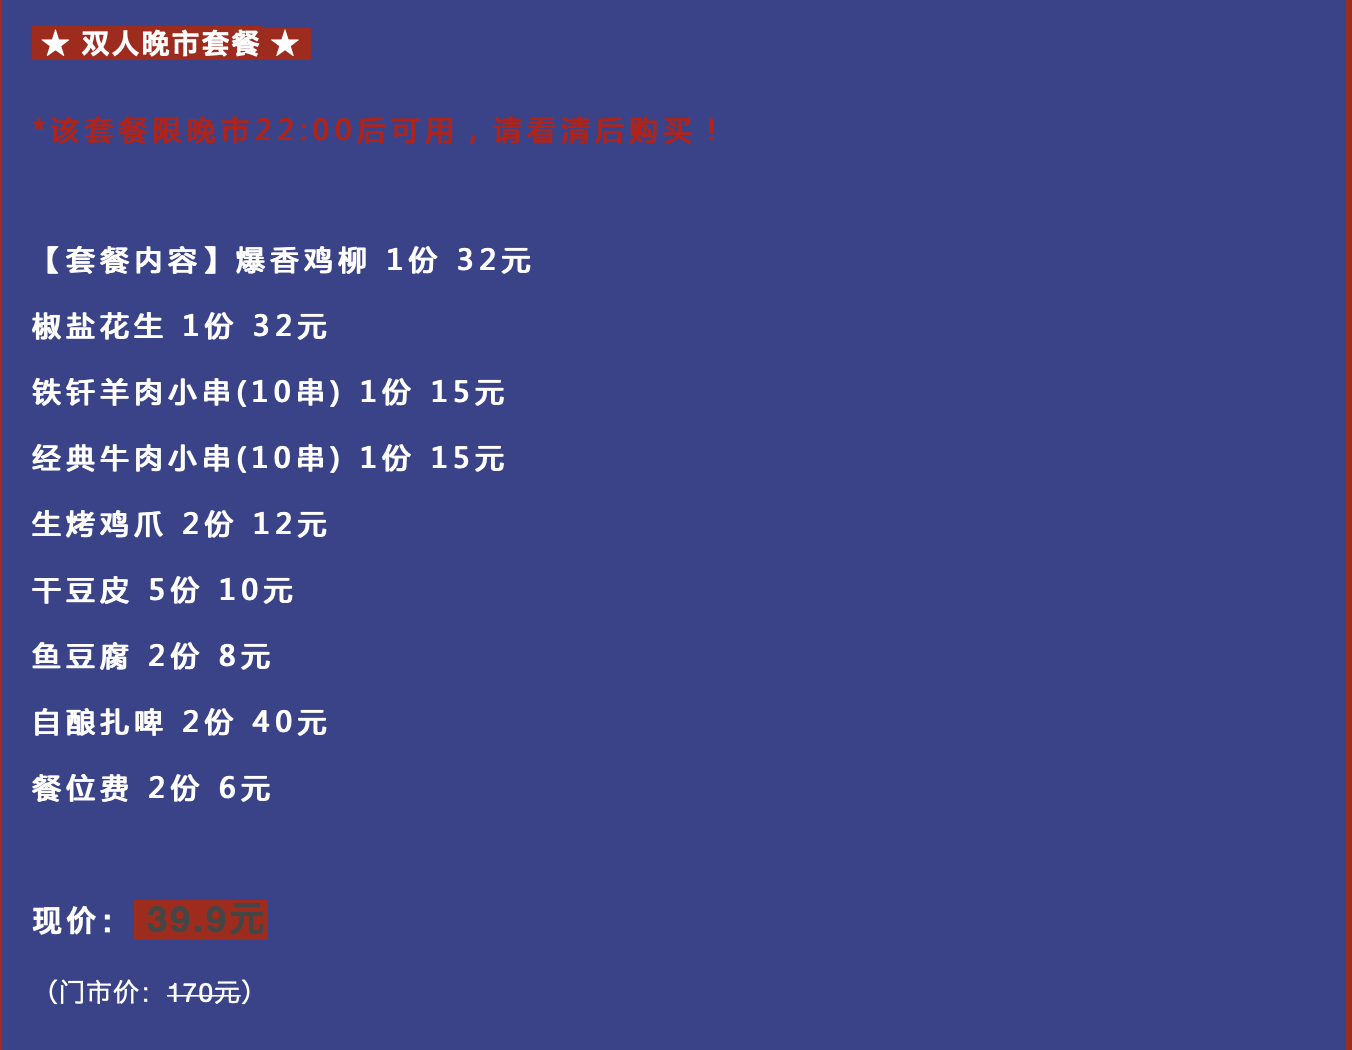 ★ 双人晚市套餐 ★
*该套餐限晚市22:00后可用，请看清后购买！
【套餐内容】爆香鸡柳 1份 32元
椒盐花生 1份 32元
铁钎羊肉小串(10串) 1份 15元
经典牛肉小串(10串) 1份 15元
生烤鸡爪 2份 12元
干豆皮 5份 10元
鱼豆腐 2份 8元
自酿扎啤 2份 40元
餐位费 2份 6元
现价: 39.9元
（门市价：170元）